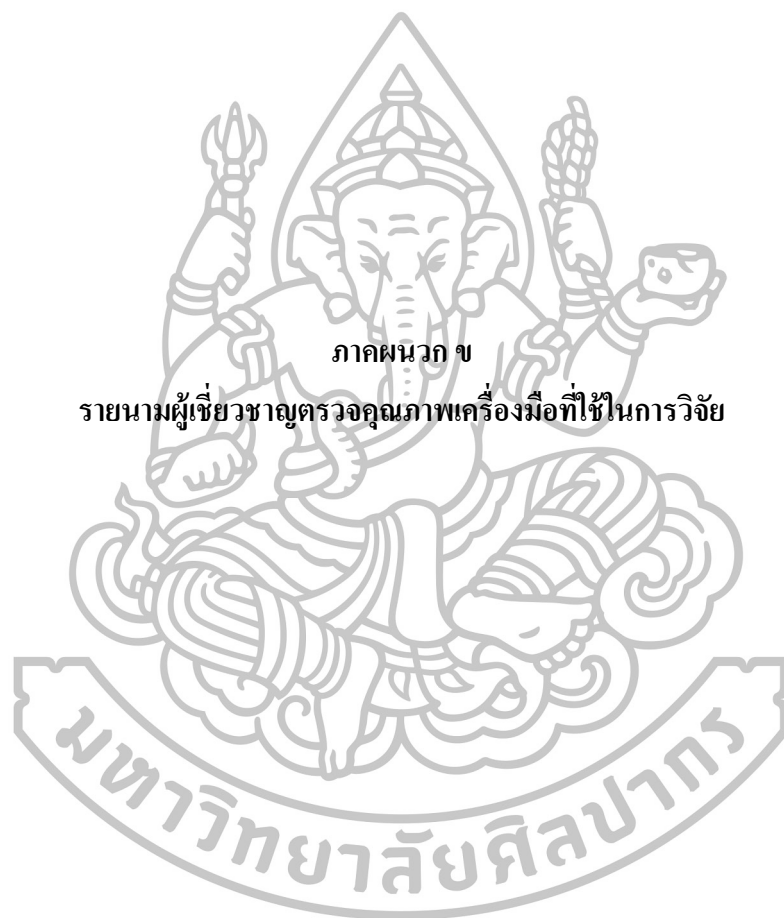 ภาคผนวก ข
รายนามผู้เชี่ยวชาญตรวจคุณภาพเครื่องมือที่ใช้ในการวิจัย
มหาวิทยาลัยศิลปากร